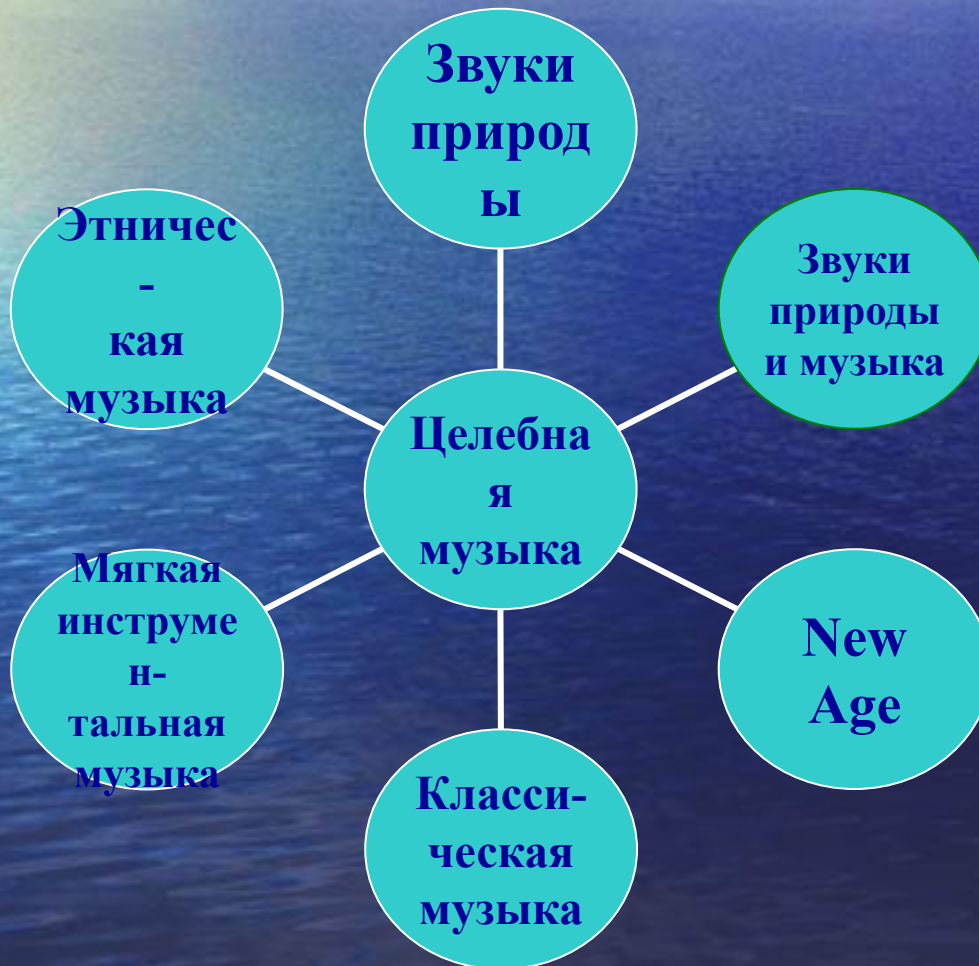 Звуки
природ
ы
Звуки
природы
и музыка
New
Age
Класси-
ческая
музыка
Мягкая
инструме
н-
тальная
музыка
Этничес
-
кая
музыка
Целебна
я
музыка